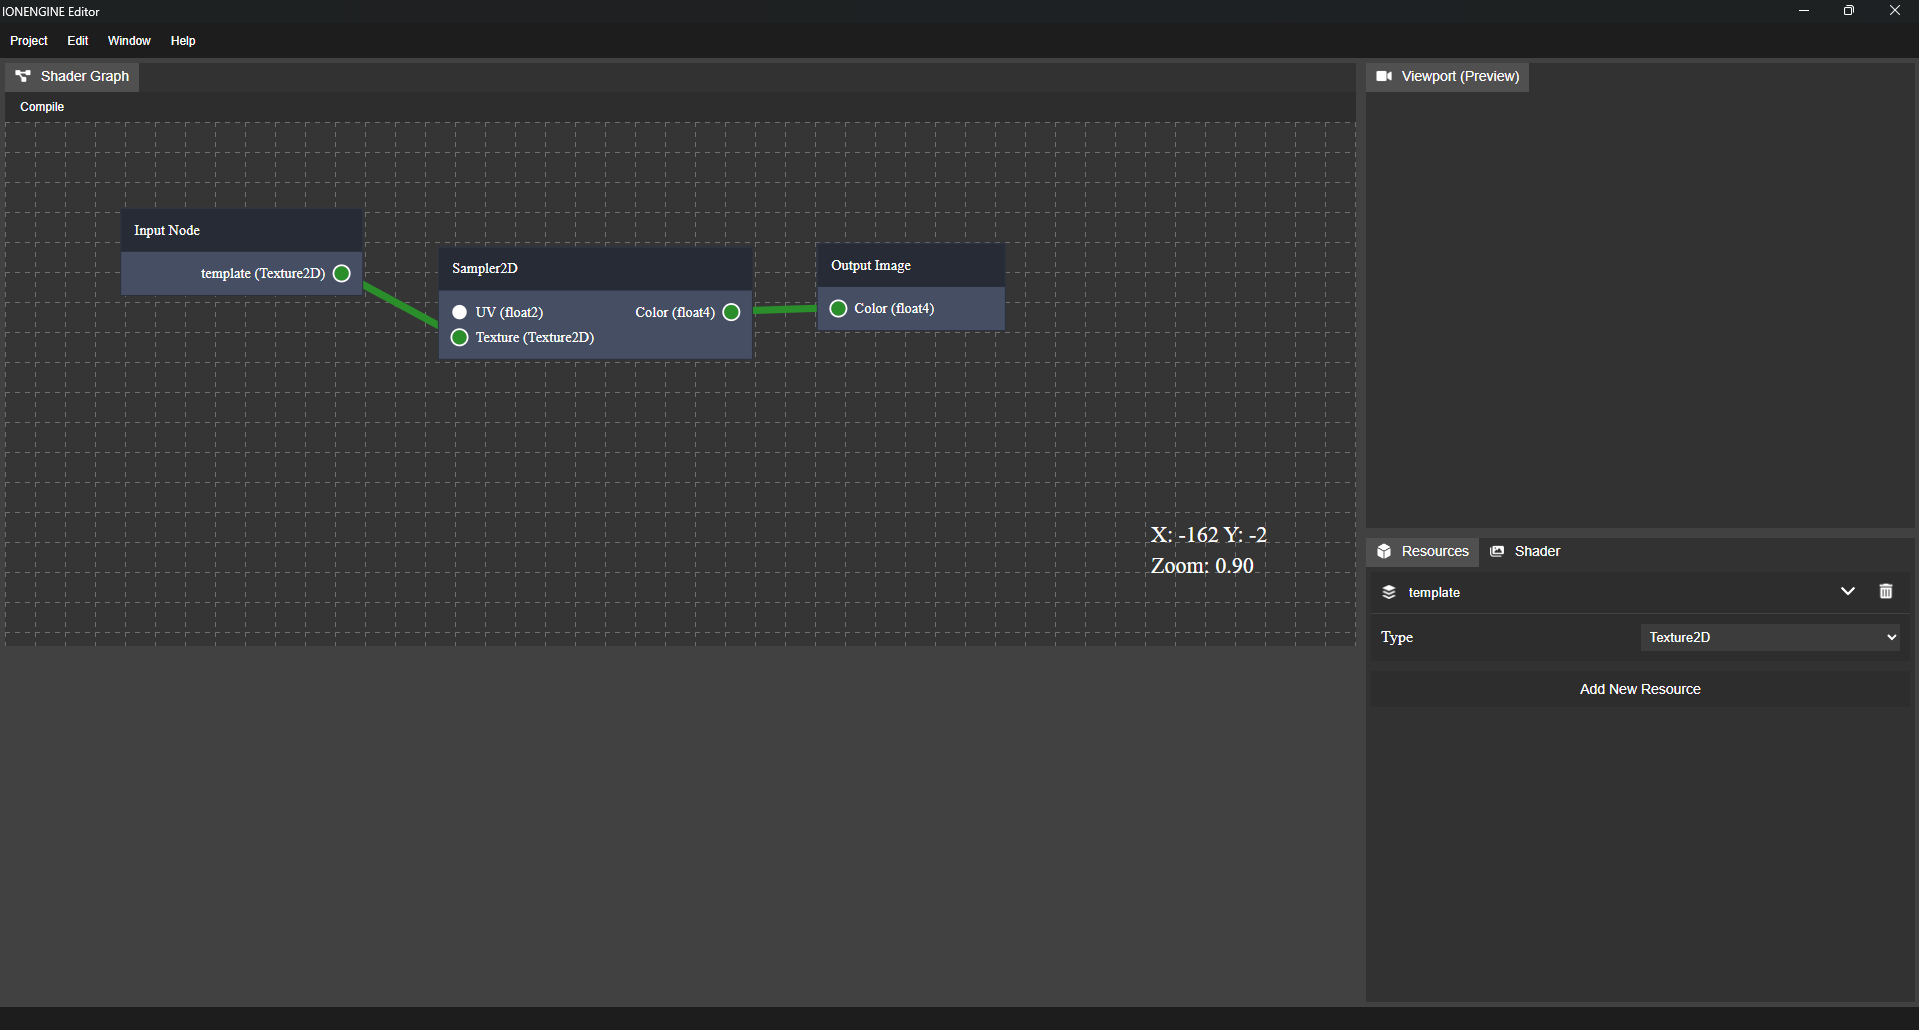 IONENGINE Editor
Project Edit Window Help
Shader Graph
Compile
Input Node
template (Texture2D)
Sampler2D
UV (float2) Color (float4)
Texture (Texture2D)
Output Image
Color (float4)
X: -162 Y: -2
Zoom: 0.90
Viewport (Preview)
Resources Shader
template
Type Texture2D
Add New Resource